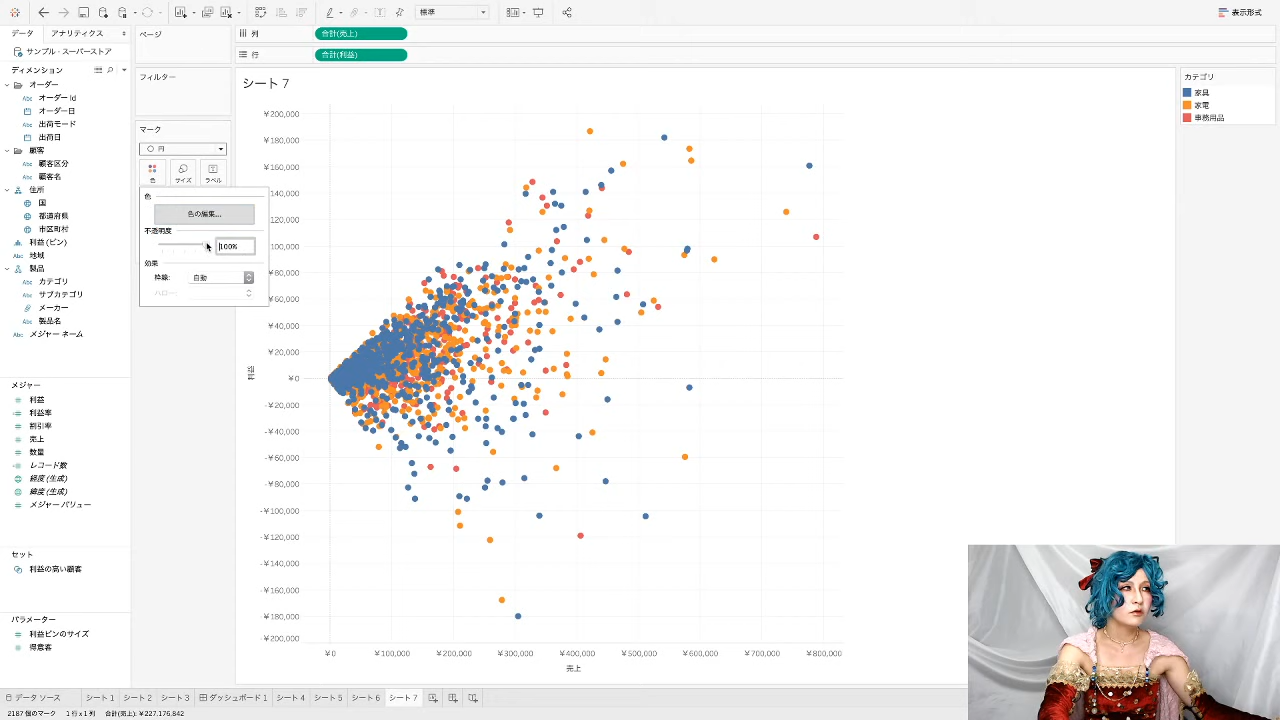 標準
表示形式
データ
アナリティクス
サンプル - スーパーストア
ディメンション
オーダー
Abc オーダー Id
オーダー日
Abc 出荷モード
出荷日
顧客
Abc 顧客区分
Abc 顧客名
住所
国
都道府県
市区町村
利益 (ビン)
Abc 地域
製品
Abc カテゴリ
Abc サブカテゴリ
メーカー
Abc 製品名
Abc メジャー ネーム
メジャー
利益
利益率
割引率
売上
数量
レコード数
経度 (生成)
緯度 (生成)
メジャー バリュー
セット
利益の高い顧客
パラメーター
利益ビンのサイズ
得意客
ページ
フィルター
マーク
円
色
サイズ
ラベル
色
色の編集...
不透明度
100%
効果
枠線:
自動
ハロー:
列
合計(売上)
行
合計(利益)
シート 7
¥200,000
¥180,000
¥160,000
¥140,000
¥120,000
¥100,000
¥80,000
¥60,000
¥40,000
¥20,000
¥0
-¥20,000
-¥40,000
-¥60,000
-¥80,000
-¥100,000
-¥120,000
-¥140,000
-¥160,000
-¥180,000
-¥200,000
利益
¥0
¥100,000
¥200,000
¥300,000
¥400,000
¥500,000
¥600,000
¥700,000
¥800,000
売上
カテゴリ
家具
家電
事務用品
データ ソース
シート 1
シート 2
シート 3
ダッシュボード 1
シート 4
シート 5
シート 6
シート 7
2187 個のマーク
1 行 x 1 列
合計(売上): ¥227,176,842